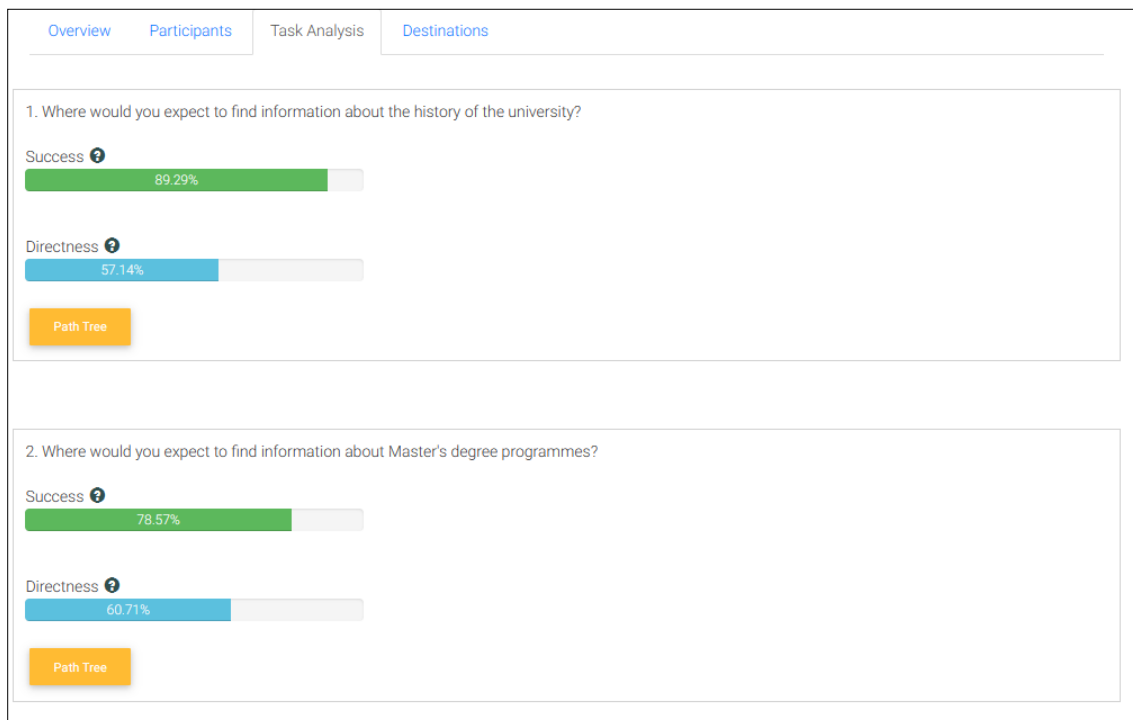 Overview Participants Task Analysis Destinations
1. Where would you expect to find information about the history of the university?
Success ?
89.29%
Directness ?
57.14%
Path Tree
2. Where would you expect to find information about Master's degree programmes?
Success ?
78.57%
Directness ?
60.71%
Path Tree